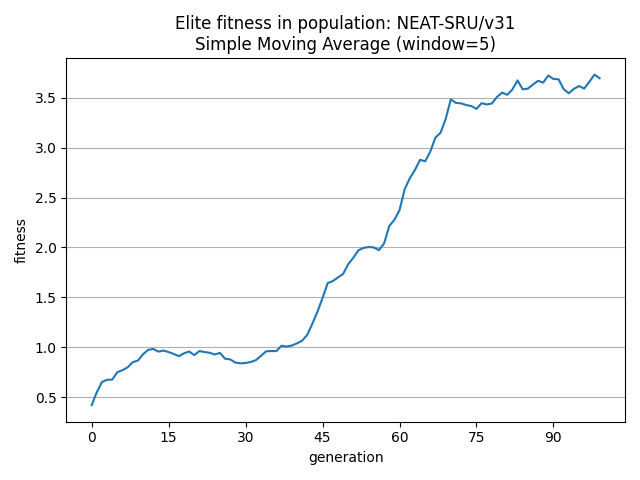 Elite fitness in population: NEAT-SRU/v31
Simple Moving Average (window=5)
fitness
3.5
3.0
2.5
2.0
1.5
1.0
0.5
0 15 30 45 60 75 90
generation